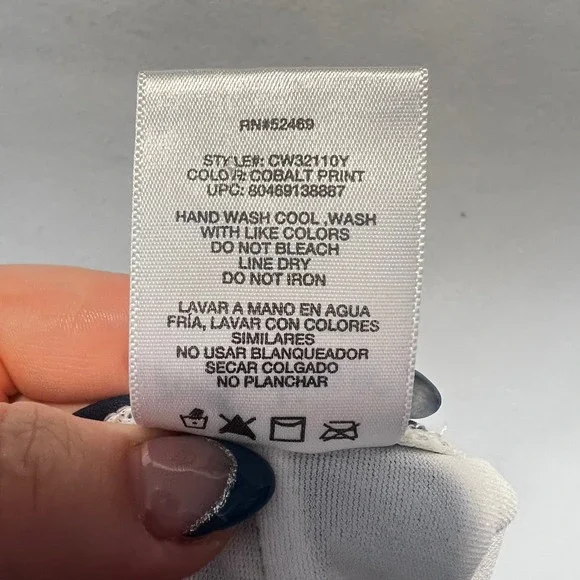 RN#52469
STYLE#: CW32110Y
COLOR: COBALT PRINT
UPC: 80469138887
HAND WASH COOL ,WASH
WITH LIKE COLORS
DO NOT BLEACH
LINE DRY
DO NOT IRON
LAVAR A MANO EN AGUA
FRÍA, LAVAR CON COLORES
SIMILARES
NO USAR BLANQUEADOR
SECAR COLGADO
NO PLANCHAR